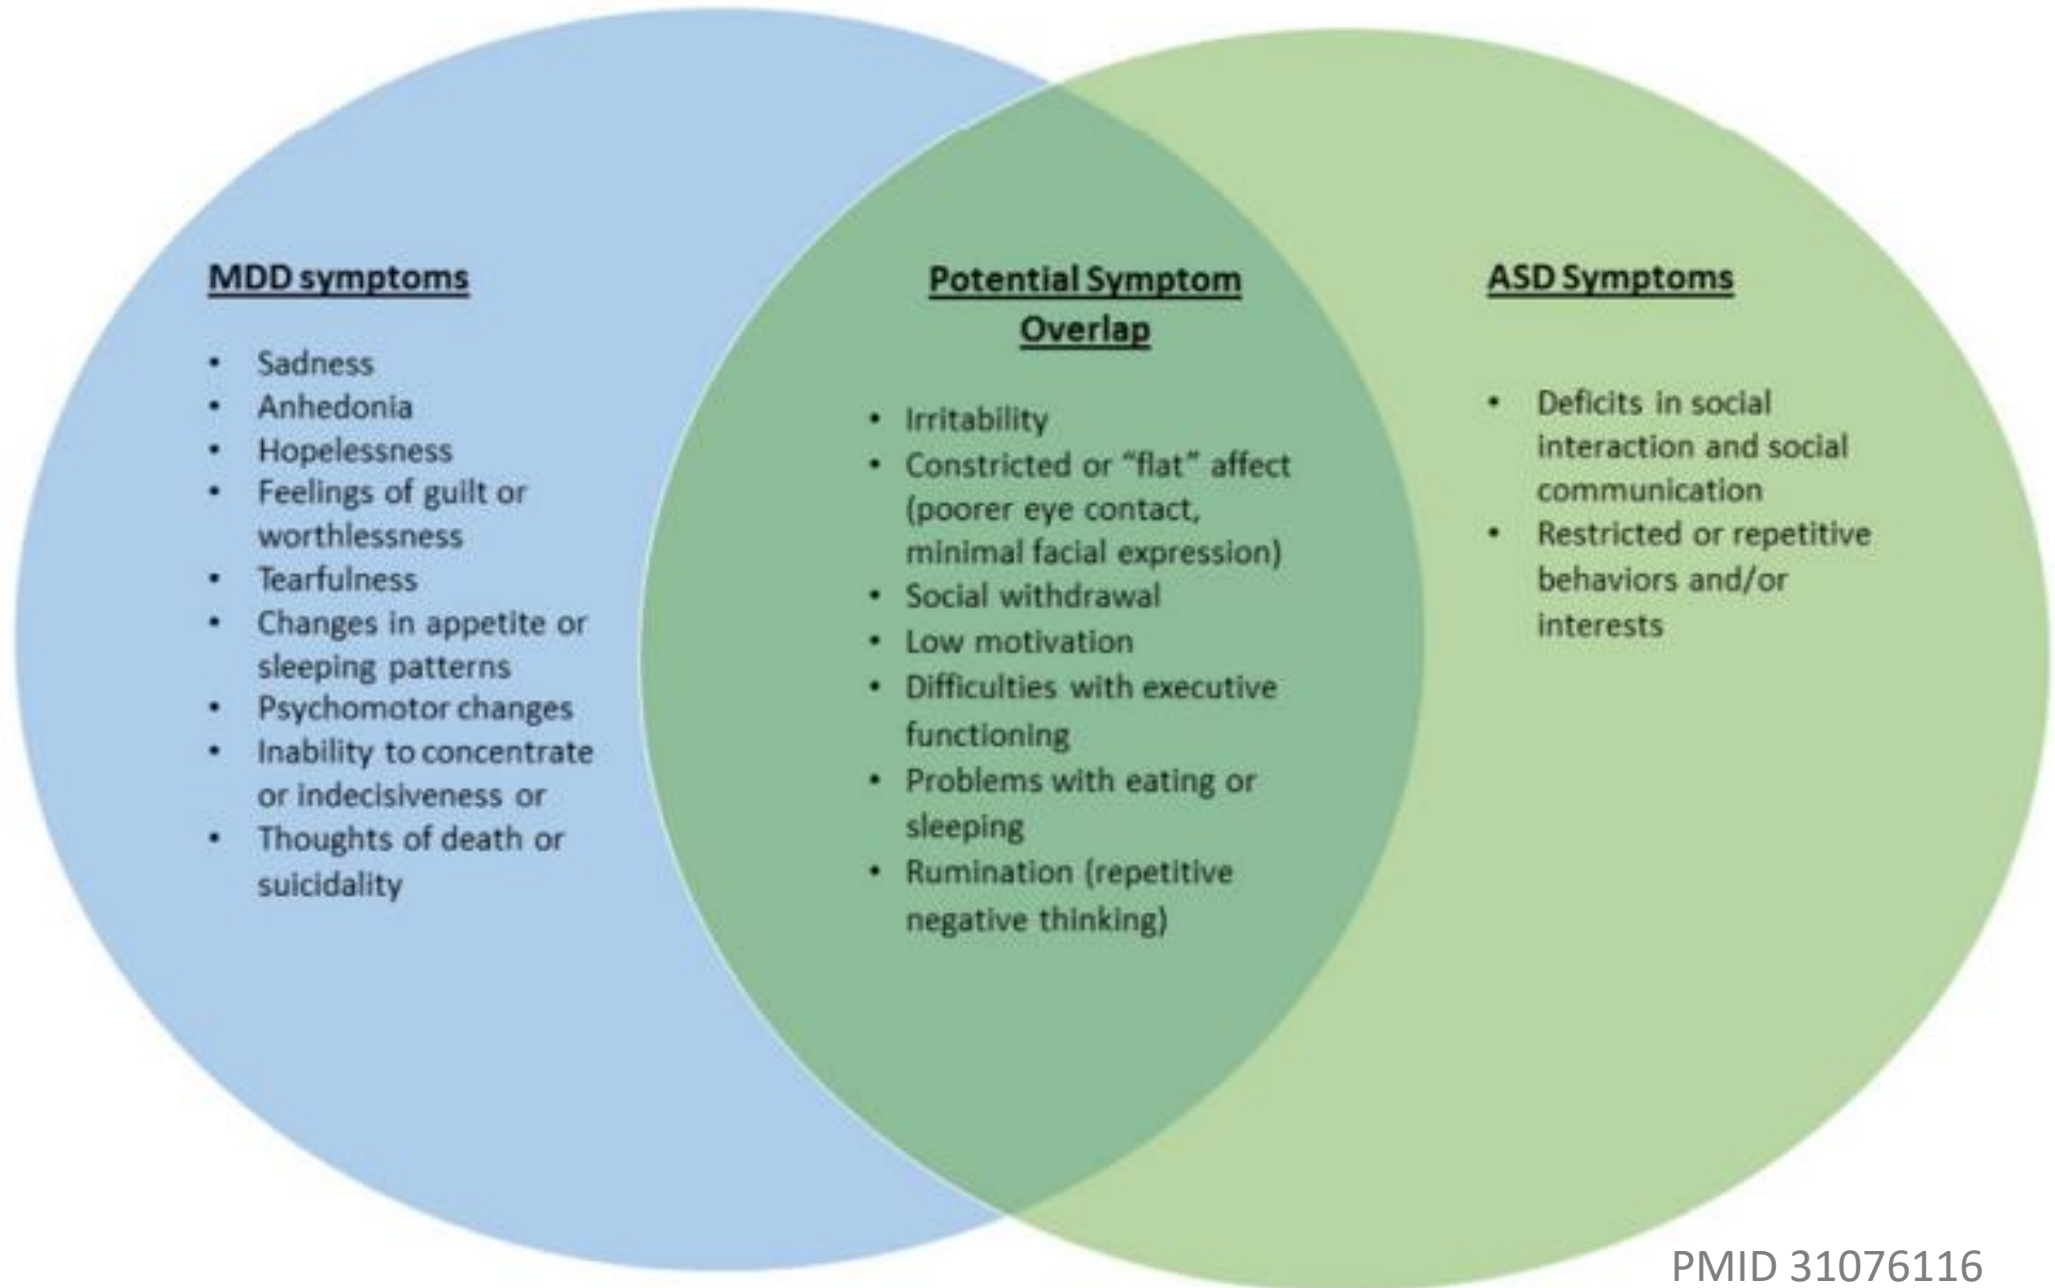 MDD symptoms
• Sadness
• Anhedonia
• Hopelessness
• Feelings of guilt or
worthlessness
• Tearfulness
• Changes in appetite or
sleeping patterns
• Psychomotor changes
• Inability to concentrate
or indecisiveness or
• Thoughts of death or
suicidality
Potential Symptom
Overlap
• Irritability
• Constricted or “flat” affect
(poorer eye contact,
minimal facial expression)
• Social withdrawal
• Low motivation
• Difficulties with executive
functioning
• Problems with eating or
sleeping
• Rumination (repetitive
negative thinking)
ASD Symptoms
• Deficits in social
interaction and social
communication
• Restricted or repetitive
behaviors and/or
interests
PMID 31076116